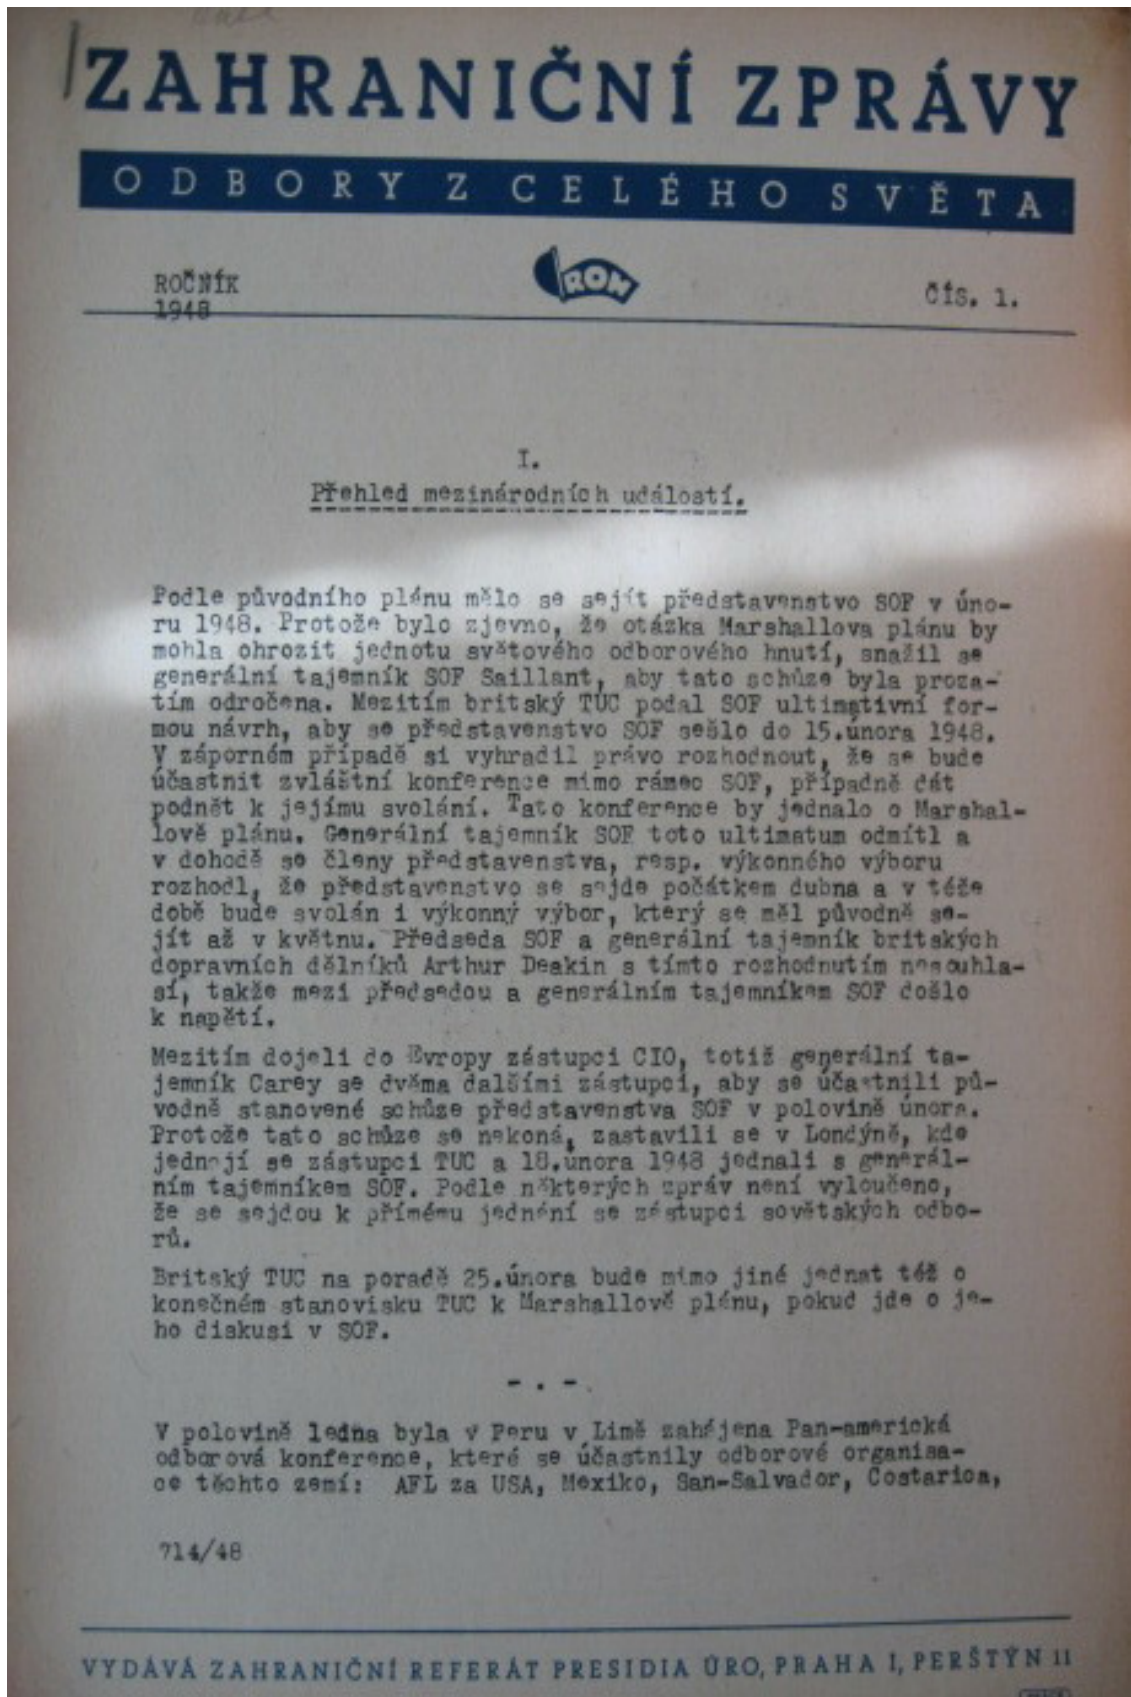 ZAHRANIČNÍ ZPRÁVY
ODBORY Z CELÉHO SVĚTA
ROČNÍK
1948
ROH
čís. 1.
I.
Přehled mezinárodních událostí.
Podle původního plánu mělo se sejít představenstvo SOF v úno-
ru 1948. Protože bylo zjevno, že otázka Marshallova plánu by
mohla ohrozit jednotu světového odborového hnutí, snažil se
generální tajemník SOF Saillant, aby tato schůze byla proza-
tím odročena. Mezitím britský TUC podal SOF ultimativní for-
mou návrh, aby se představenstvo SOF sešlo do 15.února 1948.
V záporném případě si vyhradil právo rozhodnout, že se bude
účastnit zvláštní konference mimo rámec SOF, případně dát
podnět k jejímu svolání. Tato konference by jednalo o Marshal-
lově plánu. Generální tajemník SOF toto ultimatum odmítl a
v dohodě se členy představenstva, resp. výkonného výboru
rozhodl, že představenstvo se sejde počátkem dubna a v téže
době bude svolán i výkonný výbor, který se měl původně se-
jít až v květnu. Předseda SOF a generální tajemník britských
dopravních dělníků Arthur Deakin s tímto rozhodnutím nesouhla-
sí, takže mezi předsedou a generálním tajemníkem SOF došlo
k napětí.
Mezitím dojeli do Evropy zástupci CIO, totiž generální ta-
jemník Carey se dvěma dalšími zástupci, aby se účastnili pů-
vodně stanovené schůze představenstva SOF v polovině února.
Protože tato schůze se nekoná, zastavili se v Londýně, kde
jednají se zástupci TUC a 18.února 1948 jednali s generál-
ním tajemníkem SOF. Podle některých zpráv není vyloučeno,
že se sejdou k přímému jednání se zástupci sovětských odbo-
rů.
Britský TUC na poradě 25.února bude mimo jiné jednat též o
konečném stanovisku TUC k Marshallově plánu, pokud jde o je-
ho diskusi v SOF.
- . -
V polovině ledna byla v Peru v Limě zahájena Pan-americká
odborová konference, které se účastnily odborové organisa-
ce těchto zemí: AFL za USA, Mexiko, San-Salvador, Costarica,
714/48
VYDÁVÁ ZAHRANIČNÍ REFERÁT PRESIDIA ÚRO, PRAHA I, PERŠTÝN 11